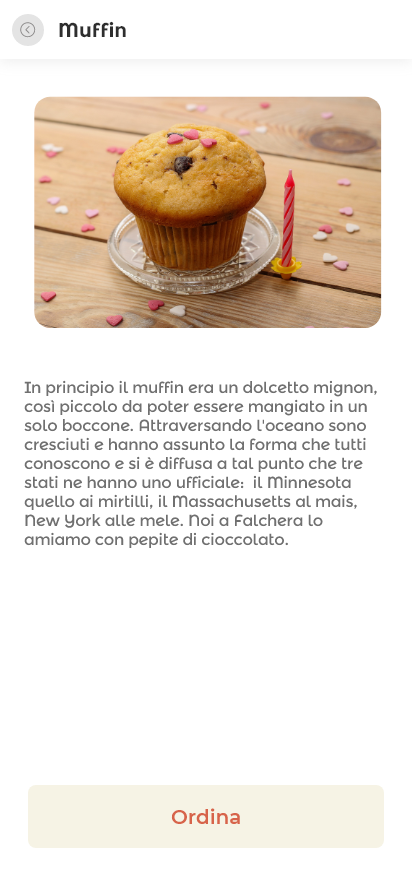 Muffin
In principio il muffin era un dolcetto mignon,
così piccolo da poter essere mangiato in un
solo boccone. Attraversando l'oceano sono
cresciuti e hanno assunto la forma che tutti
conoscono e si è diffusa a tal punto che tre
stati ne hanno uno ufficiale:  il Minnesota
quello ai mirtilli, il Massachusetts al mais,
New York alle mele. Noi a Falchera lo
amiamo con pepite di cioccolato.
Ordina